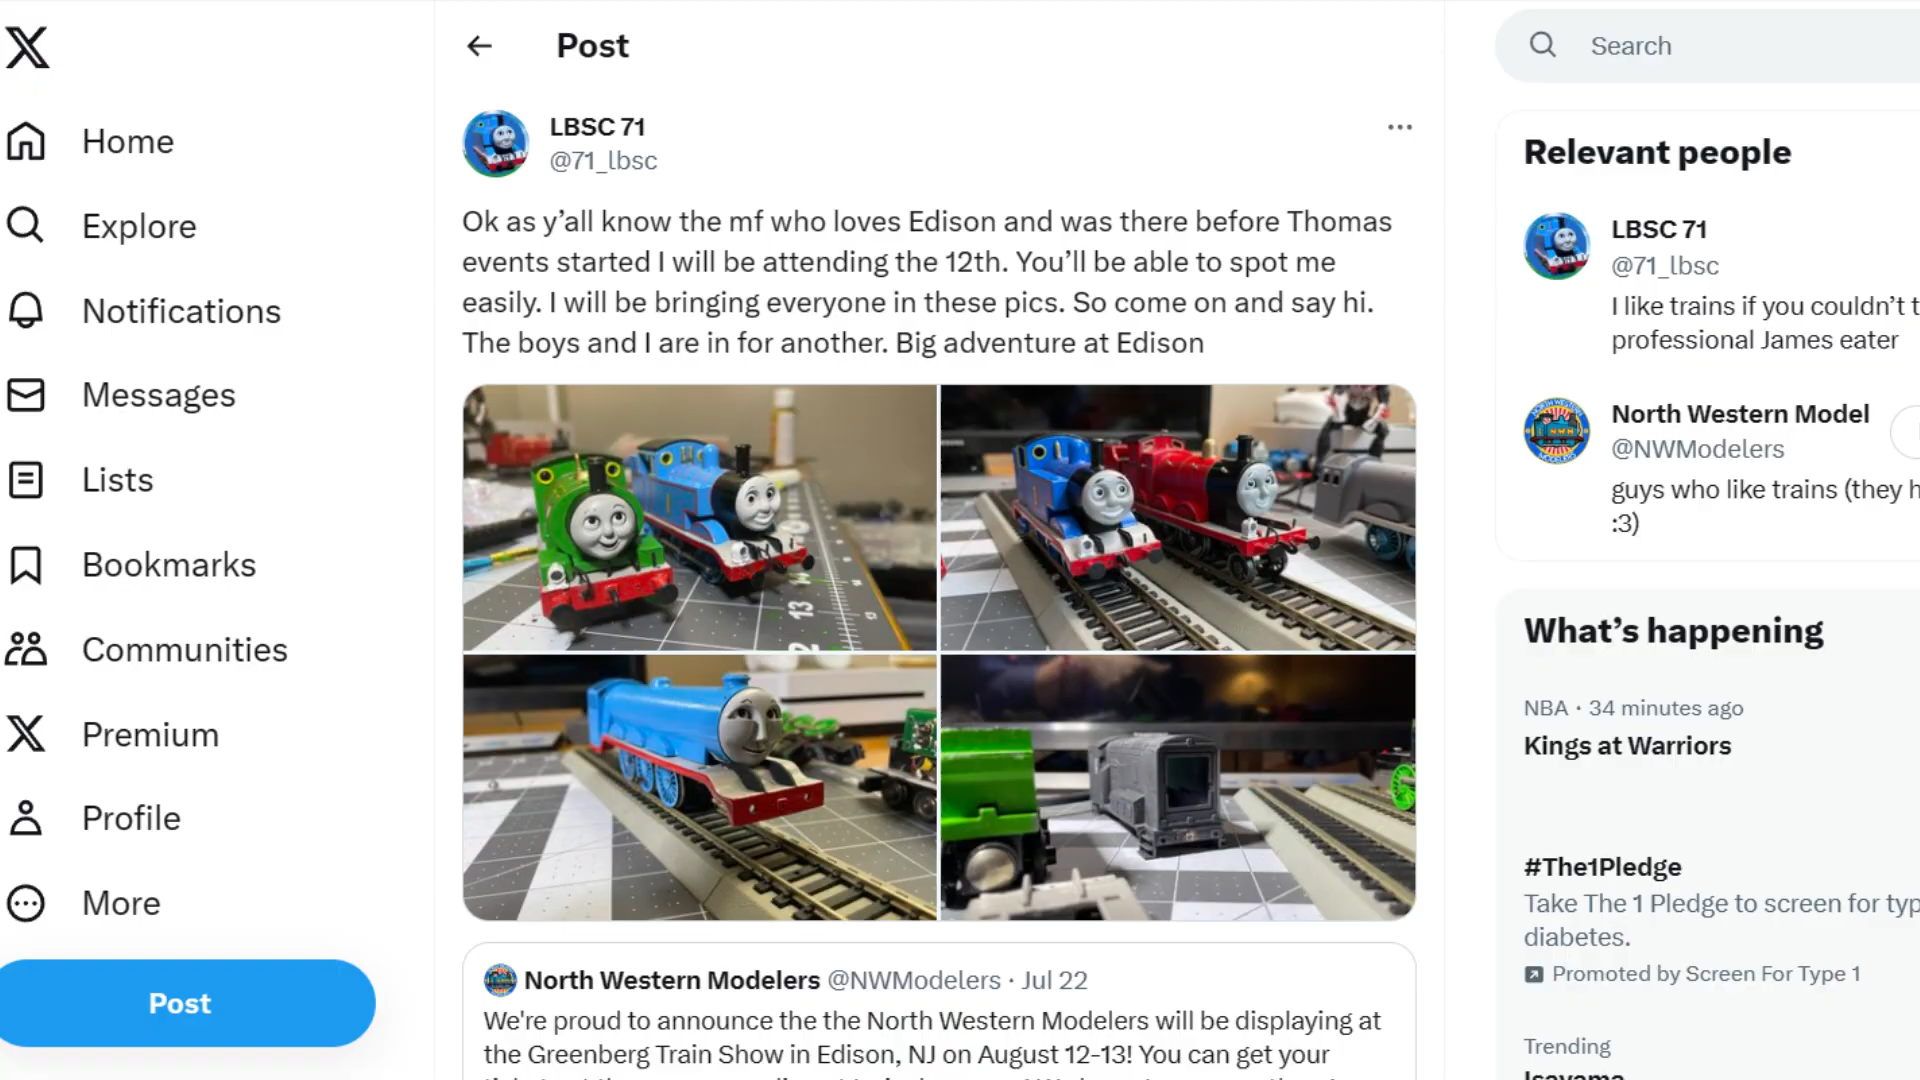 Home
Explore
Notifications
Messages
Lists
Bookmarks
Communities
Premium
Profile
More
Post
Post
LBSC 71
@71_lbsc
Ok as y’all know the mf who loves Edison and was there before Thomas
events started I will be attending the 12th. You’ll be able to spot me
easily. I will be bringing everyone in these pics. So come on and say hi.
The boys and I are in for another. Big adventure at Edison
13
North Western Modelers @NWModelers · Jul 22
We're proud to announce the the North Western Modelers will be displaying at
the Greenberg Train Show in Edison, NJ on August 12-13! You can get your
Search
Relevant people
LBSC 71
@71_lbsc
I like trains if you couldn’t t
professional James eater
North Western Model
@NWModelers
guys who like trains (they h
:3)
What’s happening
NBA · 34 minutes ago
Kings at Warriors
#The1Pledge
Take The 1 Pledge to screen for typ
diabetes.
Promoted by Screen For Type 1
Trending